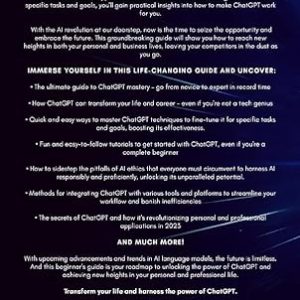 specific tasks and goals, you'll gain practical insights into how to make ChatGPT work
for you.
With the AI revolution at our doorstep, now is the time to seize the opportunity and
embrace the future. This groundbreaking guide will show you how to reach new
heights in both your personal and business lives, leaving your competitors in the dust as
you go.
IMMERSE YOURSELF IN THIS LIFE-CHANGING GUIDE AND UNCOVER:
• The ultimate guide to ChatGPT mastery – go from novice to expert in record time
• How ChatGPT can transform your life and career – even if you're not a tech genius
• Quick and easy ways to master ChatGPT techniques to fine-tune it for specific tasks
and goals, boosting its effectiveness.
• Fun and easy-to-follow tutorials to get started with ChatGPT, even if you're a
complete beginner
• How to sidestep the pitfalls of AI ethics that everyone must circumvent to harness AI
responsibly and proficiently, unlocking its unparalleled potential.
• Methods for integrating ChatGPT with various tools and platforms to streamline your
workflow and banish inefficiencies
• The secrets of ChatGPT and how it's revolutionizing personal and professional
applications in 2023
AND MUCH MORE!
With upcoming advancements and trends in AI language models, the future is limitless.
And this beginner's guide is your roadmap to unlocking the power of ChatGPT and
achieving new heights in your personal and professional life.
Transform your life and harness the power of ChatGPT.